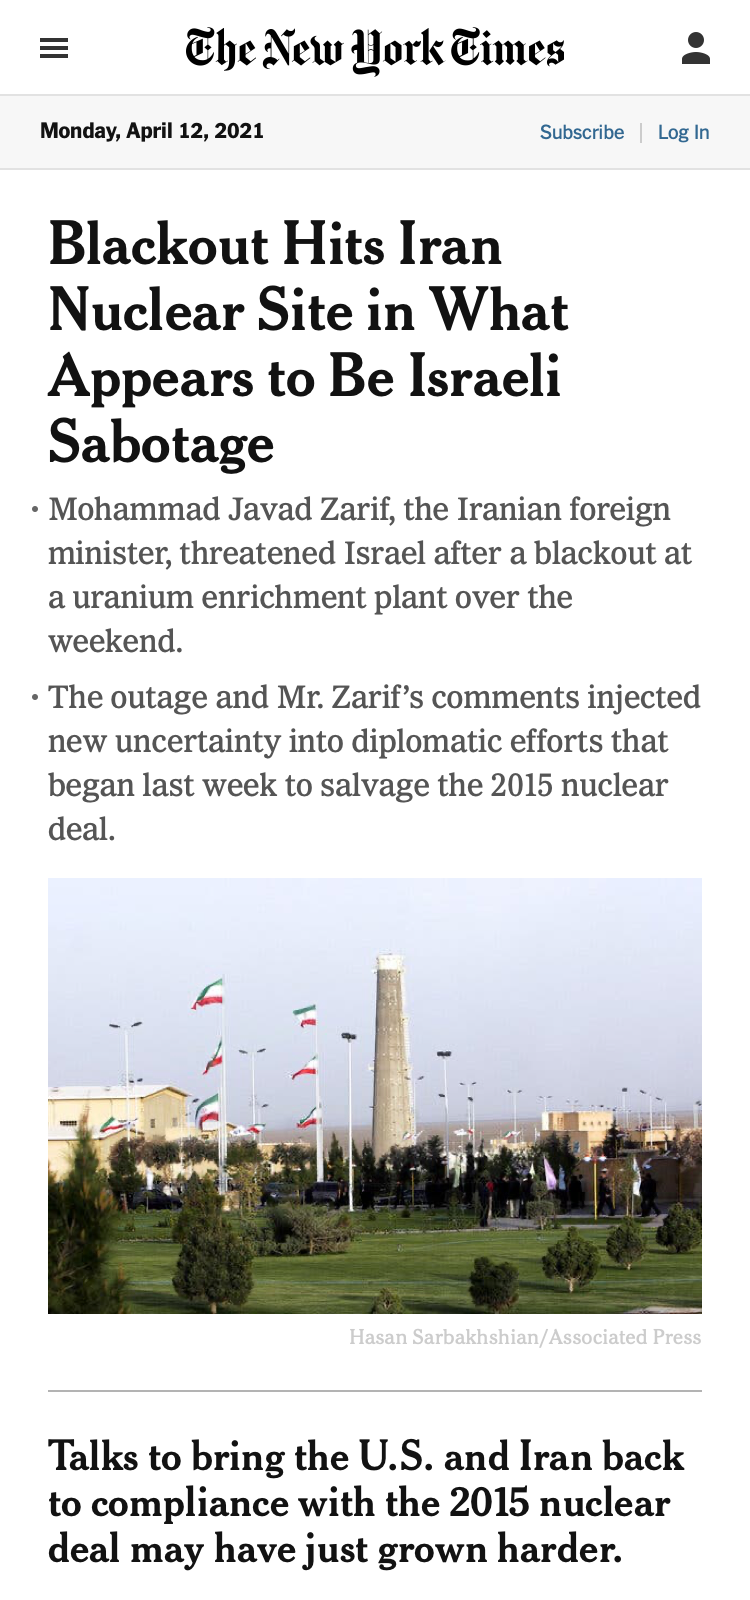 The New York Times
Monday, April 12, 2021
Subscribe | Log In
Blackout Hits Iran
Nuclear Site in What
Appears to Be Israeli
Sabotage
• Mohammad Javad Zarif, the Iranian foreign
minister, threatened Israel after a blackout at
a uranium enrichment plant over the
weekend.
• The outage and Mr. Zarif’s comments injected
new uncertainty into diplomatic efforts that
began last week to salvage the 2015 nuclear
deal.
Hasan Sarbakhshian/Associated Press
Talks to bring the U.S. and Iran back
to compliance with the 2015 nuclear
deal may have just grown harder.